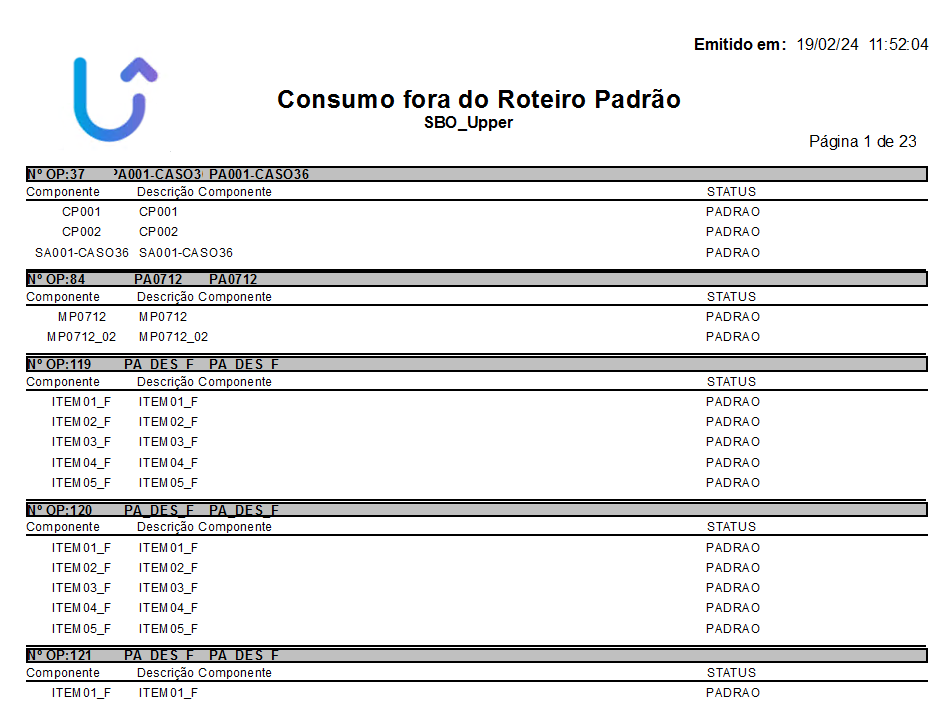 Emitido em: 19/02/24 11:52:04
Consumo fora do Roteiro Padrão
SBO_Upper
Página 1 de 23
Nº OP:37 PA001-CASO3 PA001-CASO36
Componente Descrição Componente STATUS
CP001 CP001 PADRAO
CP002 CP002 PADRAO
SA001-CASO36 SA001-CASO36 PADRAO
Nº OP:84 PA0712 PA0712
Componente Descrição Componente STATUS
MP0712 MP0712 PADRAO
MP0712_02 MP0712_02 PADRAO
Nº OP:119 PA_DES_F PA_DES_F
Componente Descrição Componente STATUS
ITEM01_F ITEM01_F PADRAO
ITEM02_F ITEM02_F PADRAO
ITEM03_F ITEM03_F PADRAO
ITEM04_F ITEM04_F PADRAO
ITEM05_F ITEM05_F PADRAO
Nº OP:120 PA_DES_F PA_DES_F
Componente Descrição Componente STATUS
ITEM01_F ITEM01_F PADRAO
ITEM02_F ITEM02_F PADRAO
ITEM03_F ITEM03_F PADRAO
ITEM04_F ITEM04_F PADRAO
ITEM05_F ITEM05_F PADRAO
Nº OP:121 PA_DES_F PA_DES_F
Componente Descrição Componente STATUS
ITEM01_F ITEM01_F PADRAO